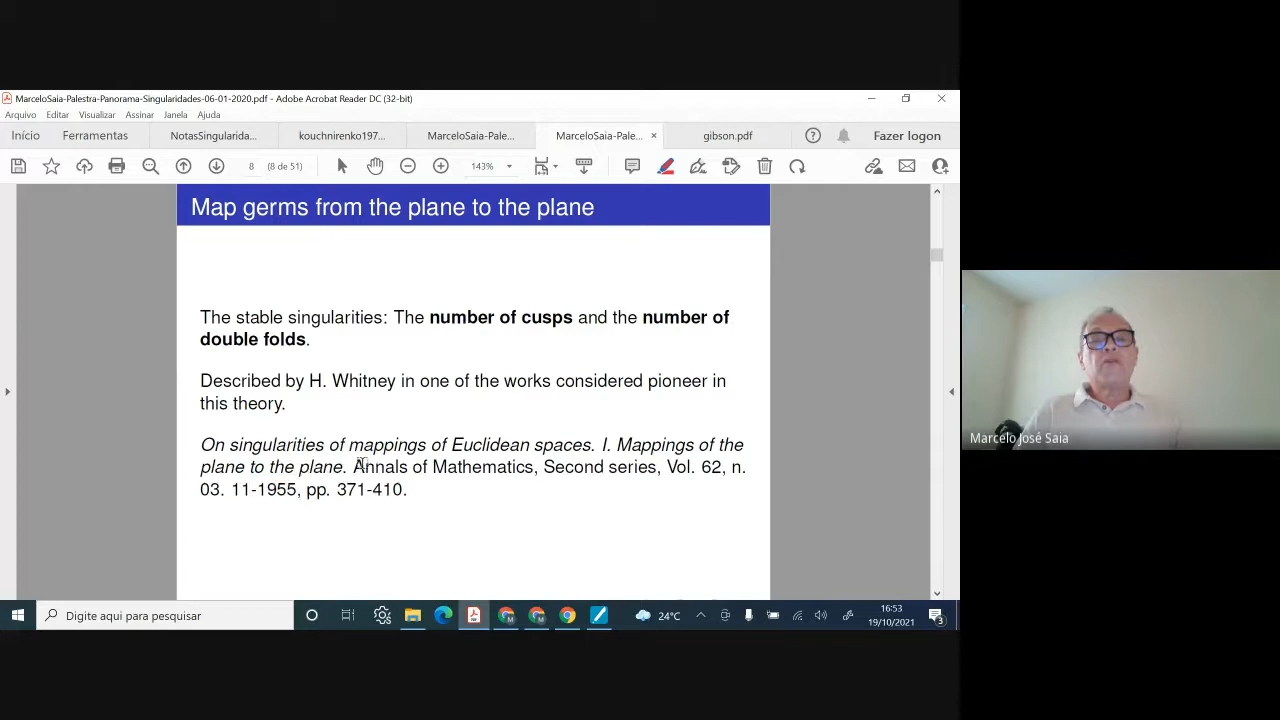 MarceloSaia-Palestra-Panorama-Singularidades-06-01-2020.pdf - Adobe Acrobat Reader DC (32-bit)
Arquivo Editar Visualizar Assinar Janela Ajuda
Início Ferramentas NotasSingularida... kouchnirenko197... MarceloSaia-Pale... MarceloSaia-Pale... × gibson.pdf Fazer logon
8 (8 de 51) 143%
Map germs from the plane to the plane
The stable singularities: The number of cusps and the number of
double folds.
Described by H. Whitney in one of the works considered pioneer in
this theory.
On singularities of mappings of Euclidean spaces. I. Mappings of the
plane to the plane. Annals of Mathematics, Second series, Vol. 62, n.
03. 11-1955, pp. 371-410.
Marcelo José Saia
Digite aqui para pesquisar
24°C
16:53
19/10/2021
3